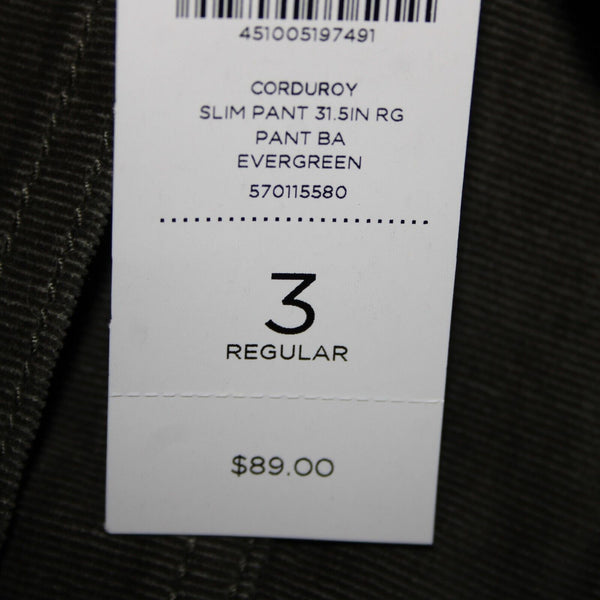 451005197491
CORDUROY
SLIM PANT 31.5IN RG
PANT BA
EVERGREEN
570115580
3
REGULAR
$89.00